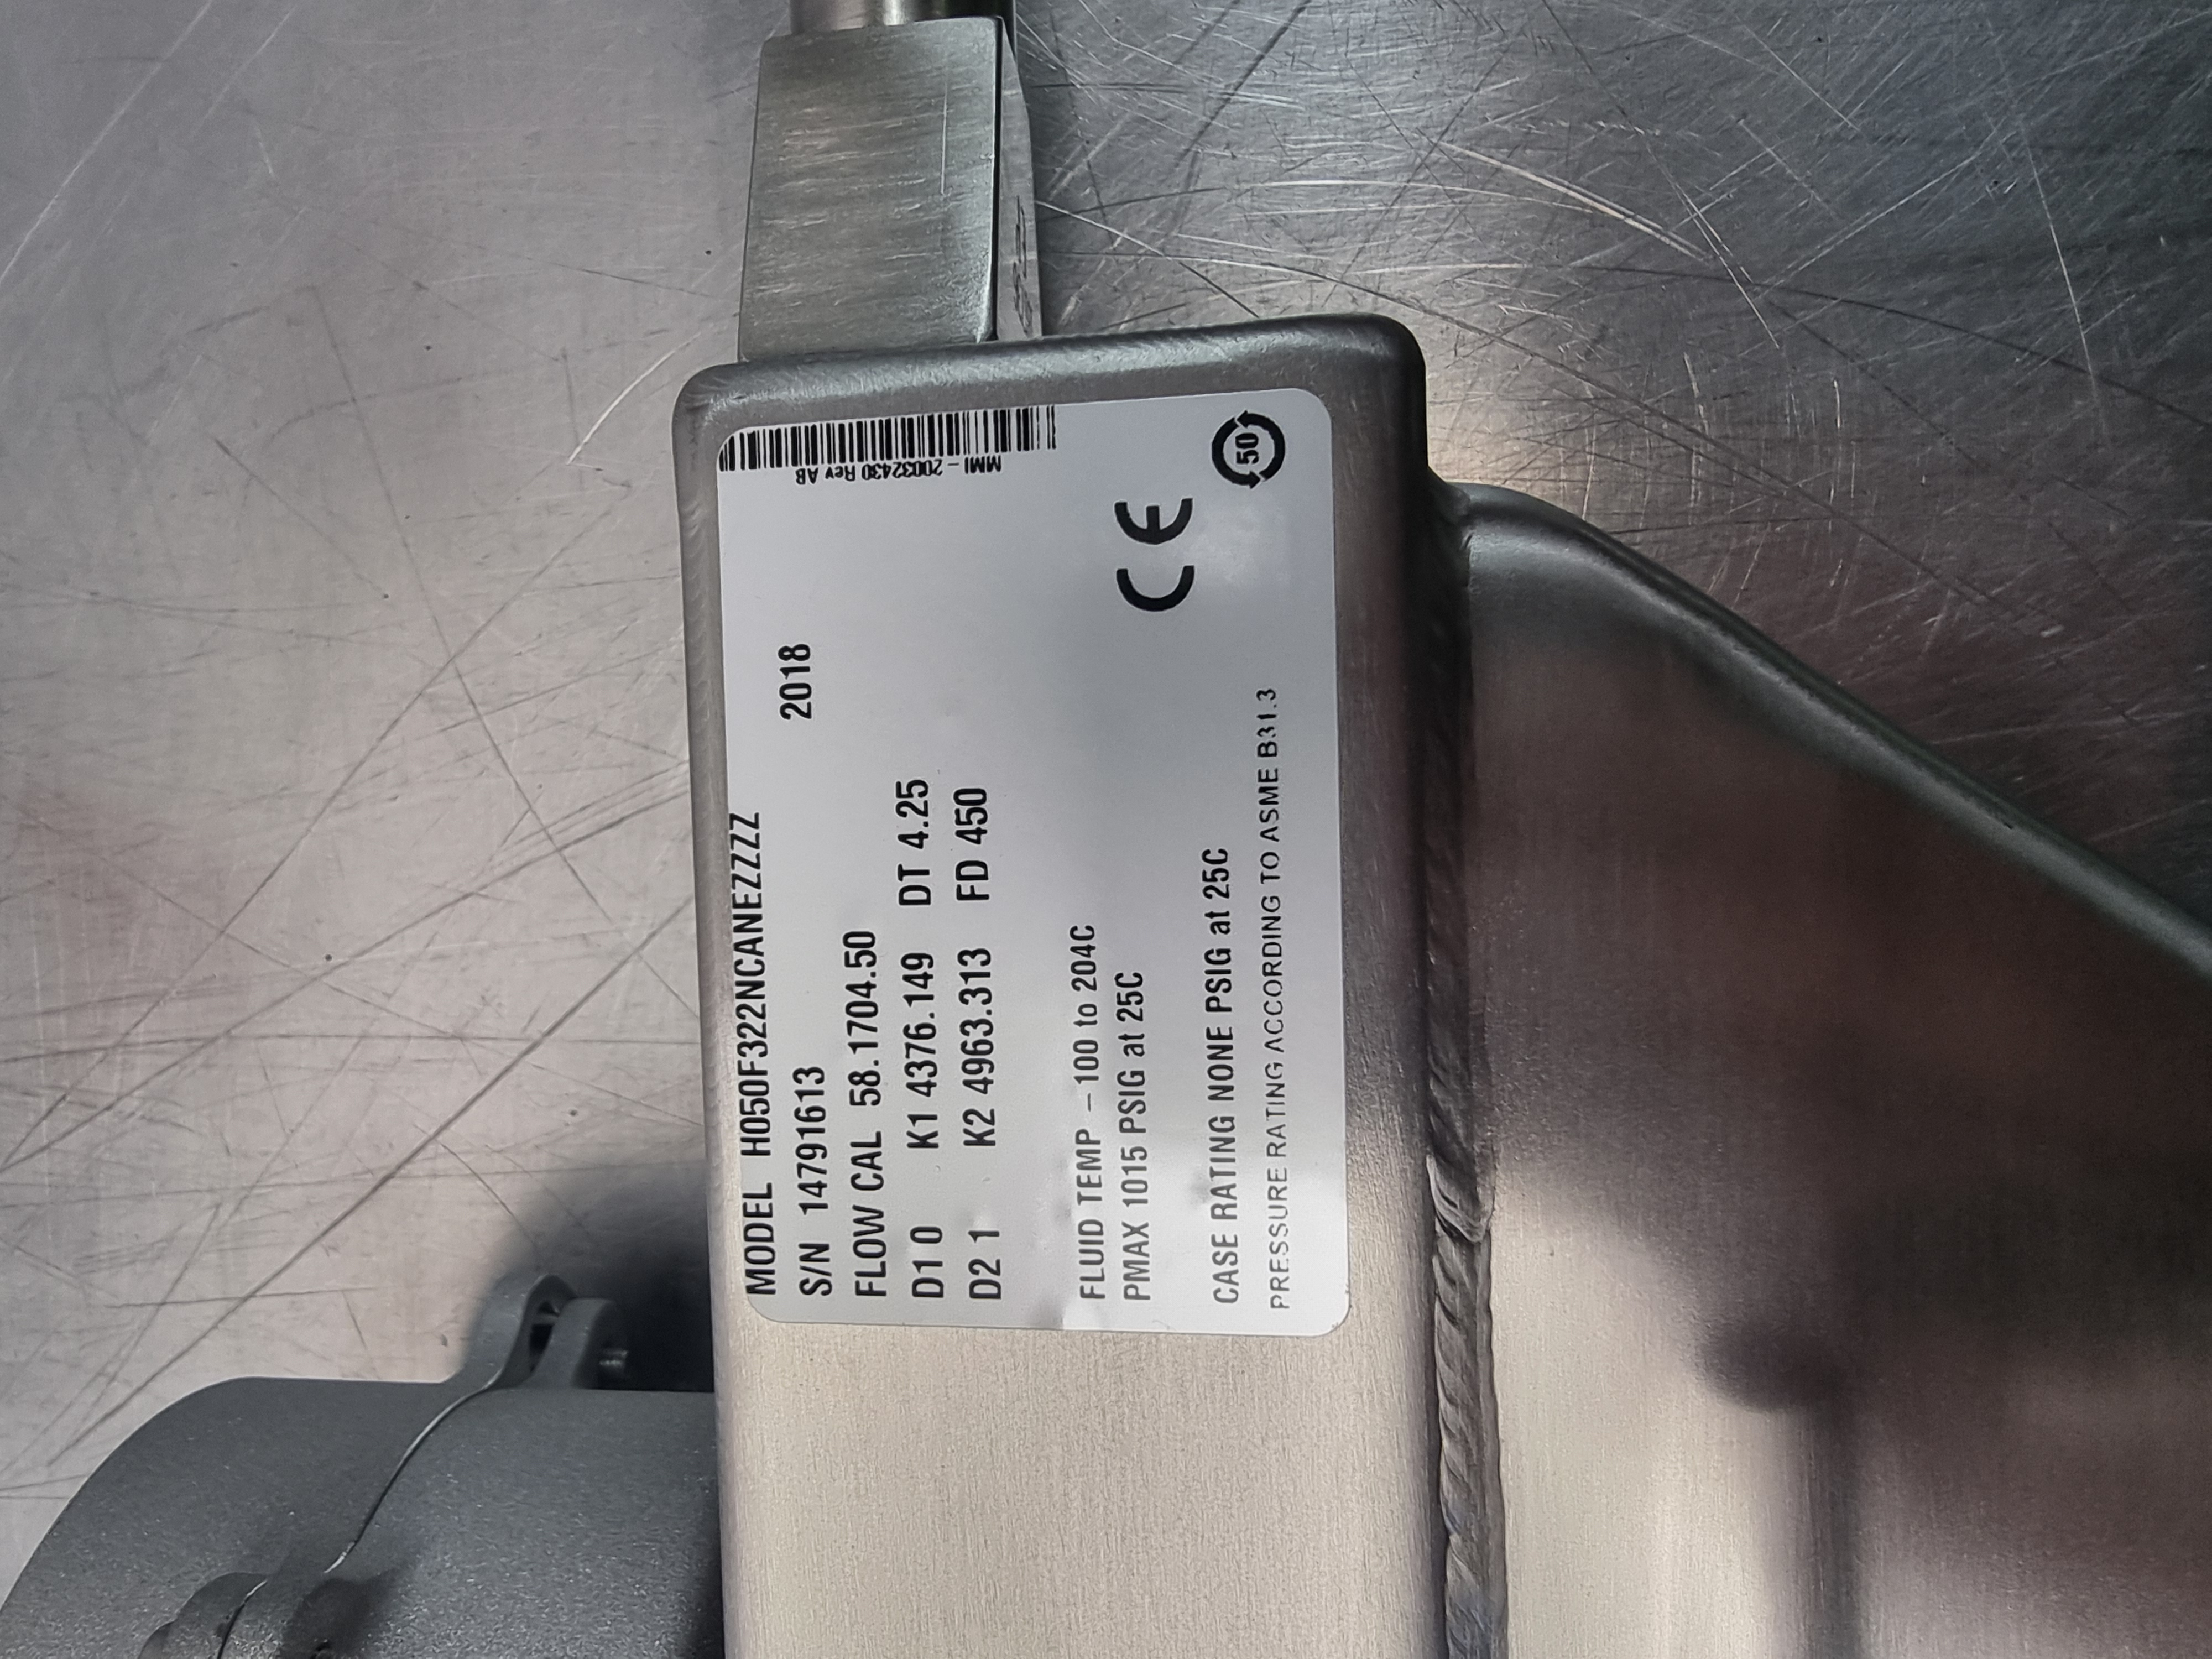 MODEL H050F322NCANEZZZZ
S/N 14791613 2018
FLOW CAL 58.1704.50
D1 0 K1 4376.149 DT 4.25
D2 1 K2 4963.313 FD 450
FLUID TEMP – 100 to 204C
PMAX 1015 PSIG at 25C
CASE RATING NONE PSIG at 25C
PRESSURE RATING ACCORDING TO ASME B31.3
CE
50
MMI – 20032430 Rev AB